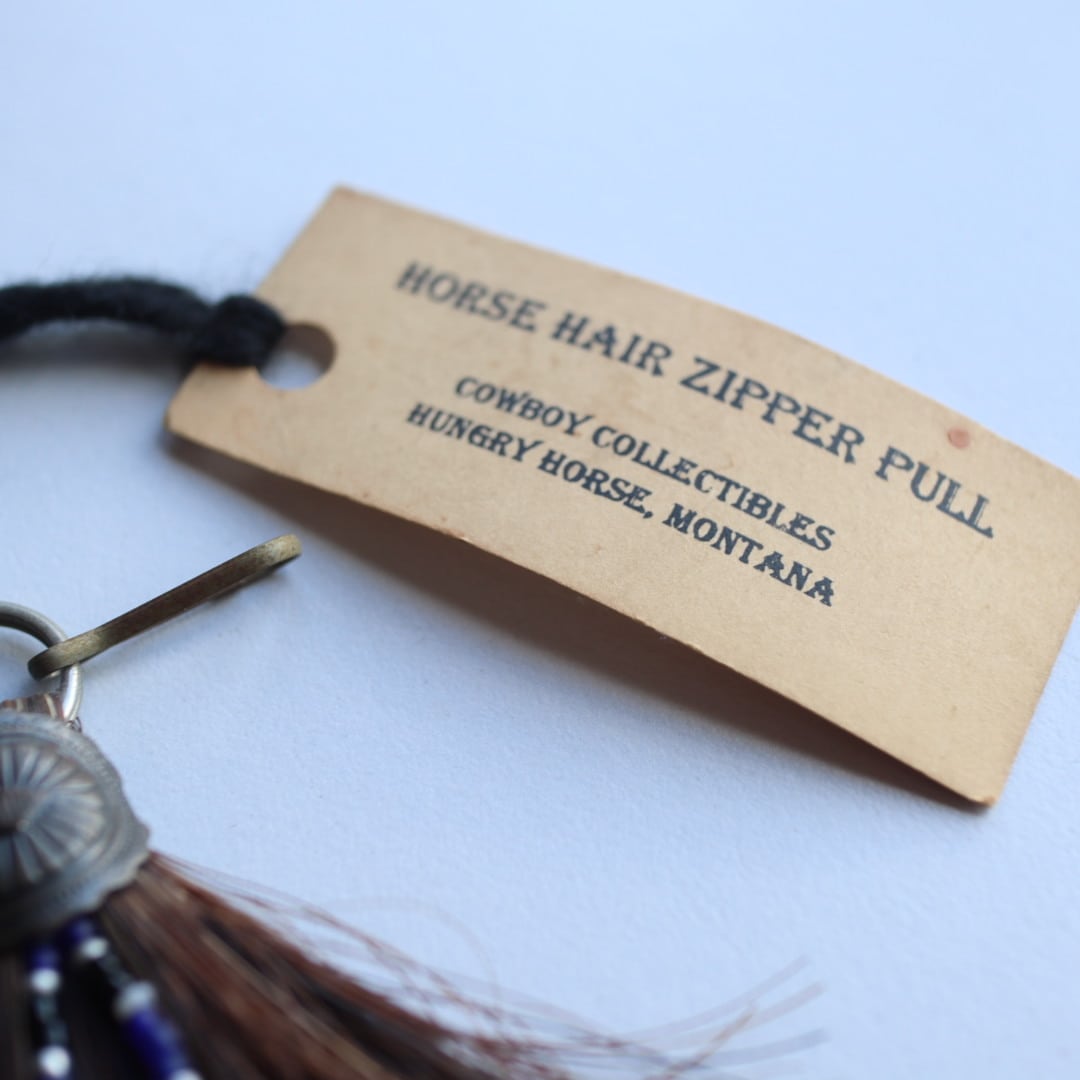 HORSE HAIR ZIPPER PULL
COWBOY COLLECTIBLES
HUNGRY HORSE, MONTANA